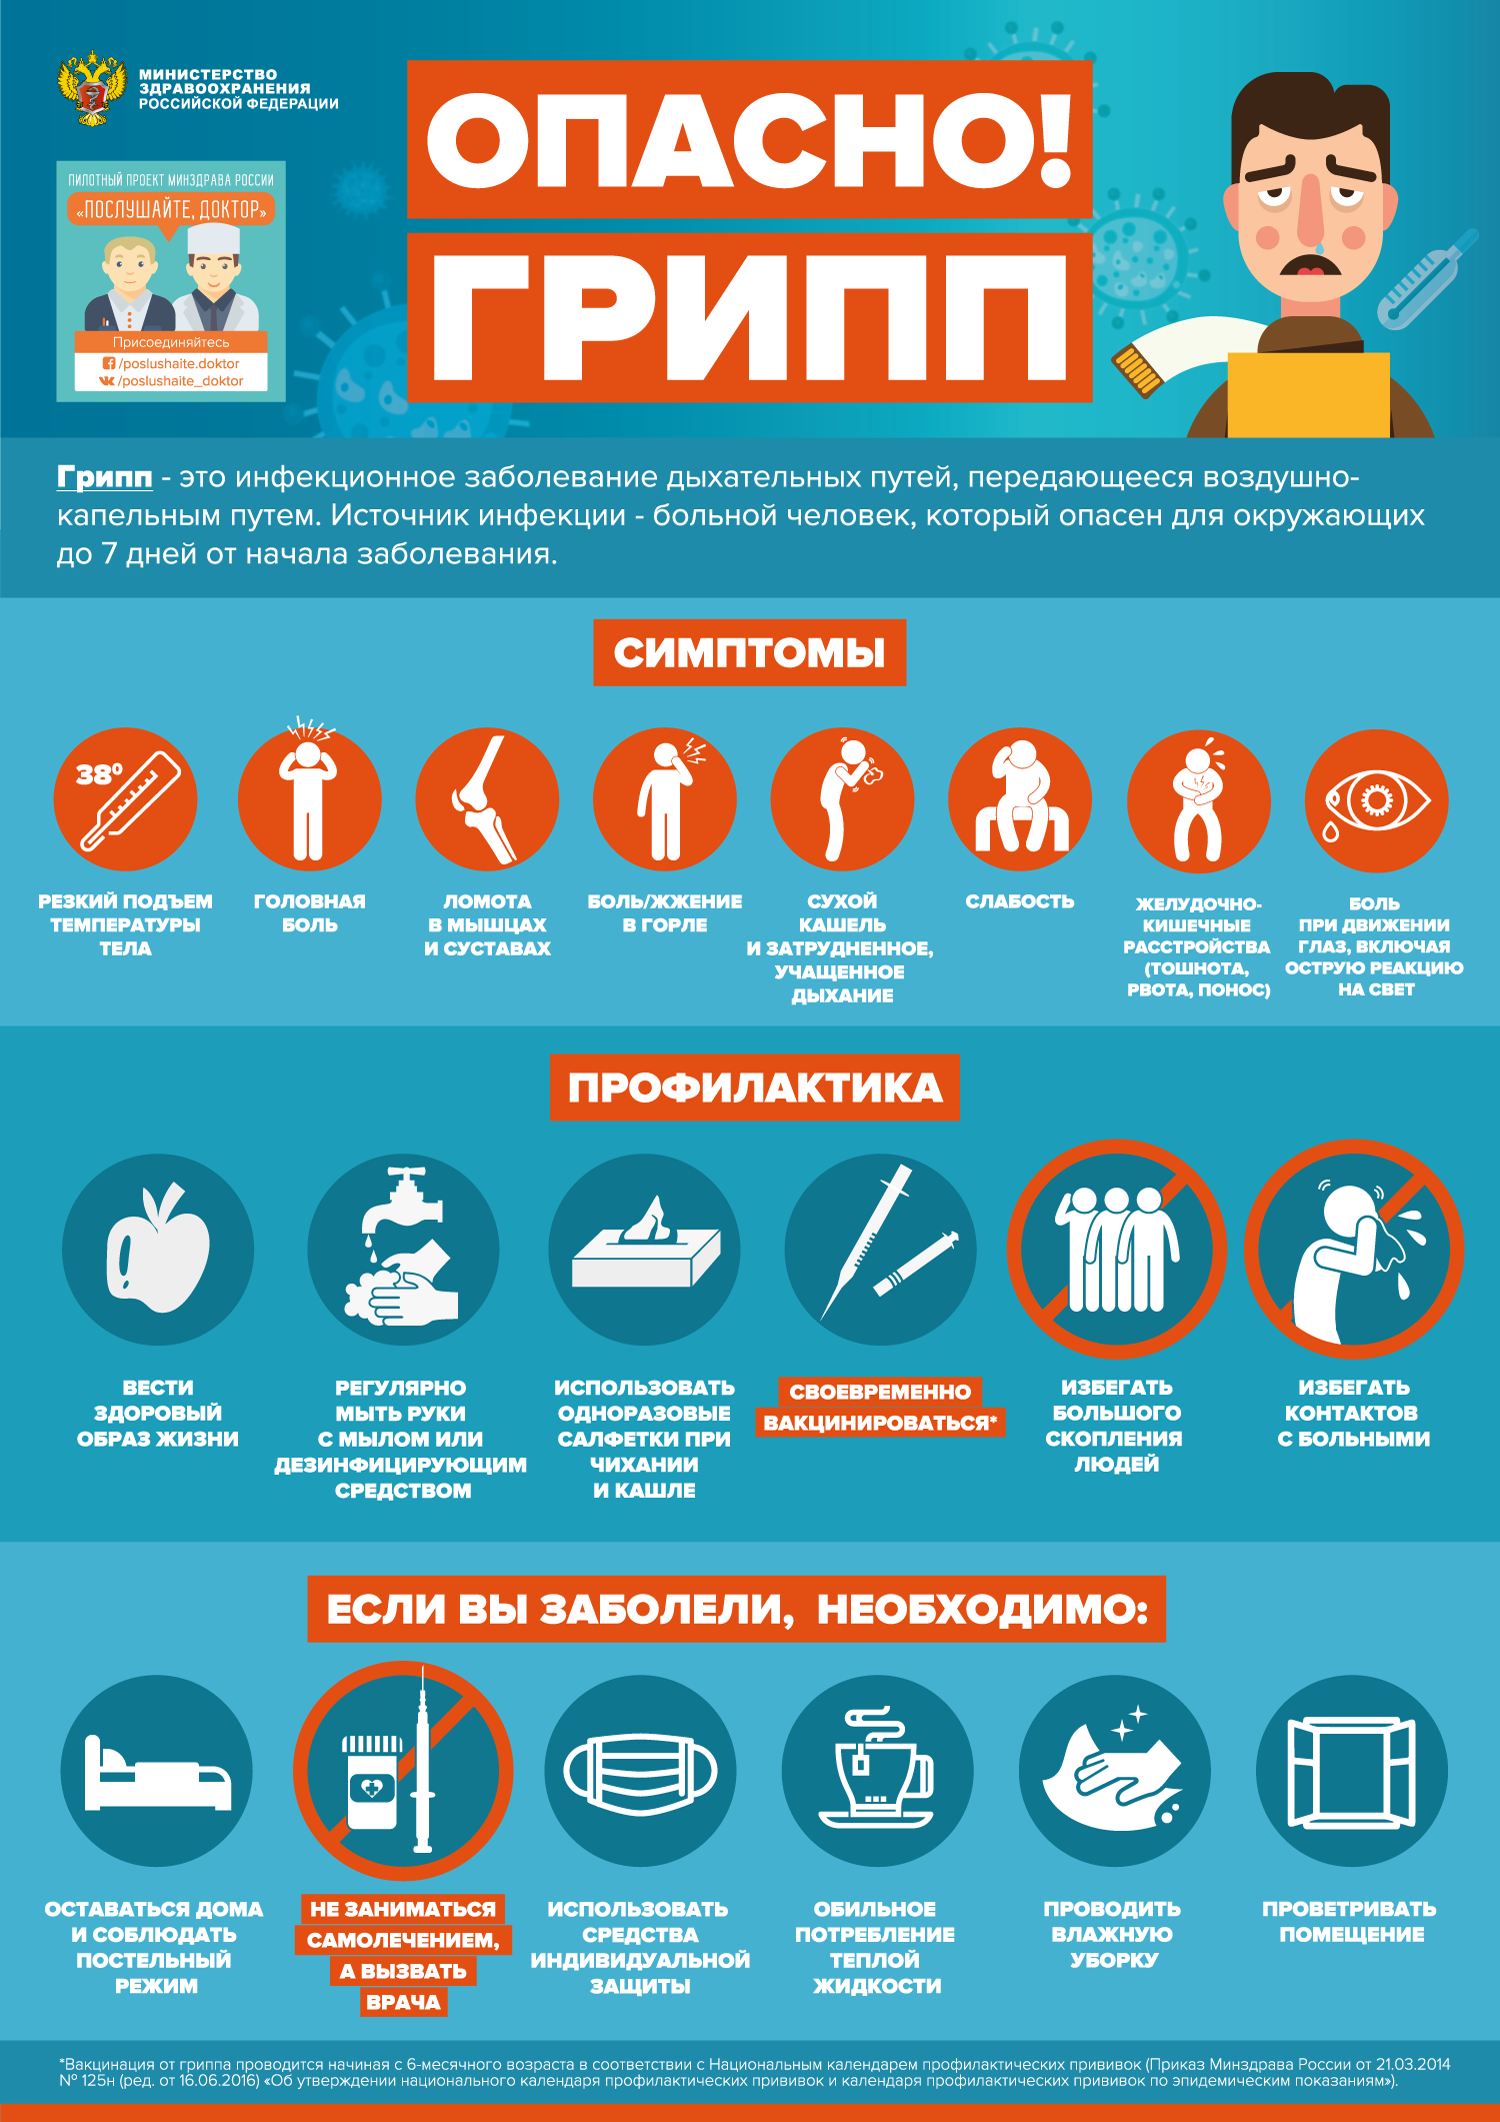 МИНИСТЕРСТВО
ЗДРАВООХРАНЕНИЯ
РОССИЙСКОЙ ФЕДЕРАЦИИ
ПИЛОТНЫЙ ПРОЕКТ МИНЗДРАВА РОССИИ
«ПОСЛУШАЙТЕ, ДОКТОР»
Присоединяйтесь
/poslushaite.doktor
/poslushaite_doktor
ОПАСНО!
ГРИПП
Грипп - это инфекционное заболевание дыхательных путей, передающееся воздушно-
капельным путем. Источник инфекции - больной человек, который опасен для окружающих
до 7 дней от начала заболевания.
СИМПТОМЫ
38⁰
РЕЗКИЙ ПОДЪЕМ
ТЕМПЕРАТУРЫ
ТЕЛА
ГОЛОВНАЯ
БОЛЬ
ЛОМОТА
В МЫШЦАХ
И СУСТАВАХ
БОЛЬ/ЖЖЕНИЕ
В ГОРЛЕ
СУХОЙ
КАШЕЛЬ
И ЗАТРУДНЕННОЕ,
УЧАЩЕННОЕ
ДЫХАНИЕ
СЛАБОСТЬ
ЖЕЛУДОЧНО-
КИШЕЧНЫЕ
РАССТРОЙСТВА
(ТОШНОТА,
РВОТА, ПОНОС)
БОЛЬ
ПРИ ДВИЖЕНИИ
ГЛАЗ, ВКЛЮЧАЯ
ОСТРУЮ РЕАКЦИЮ
НА СВЕТ
ПРОФИЛАКТИКА
ВЕСТИ
ЗДОРОВЫЙ
ОБРАЗ ЖИЗНИ
РЕГУЛЯРНО
МЫТЬ РУКИ
С МЫЛОМ ИЛИ
ДЕЗИНФИЦИРУЮЩИМ
СРЕДСТВОМ
ИСПОЛЬЗОВАТЬ
ОДНОРАЗОВЫЕ
САЛФЕТКИ ПРИ
ЧИХАНИИ
И КАШЛЕ
СВОЕВРЕМЕННО
ВАКЦИНИРОВАТЬСЯ*
ИЗБЕГАТЬ
БОЛЬШОГО
СКОПЛЕНИЯ
ЛЮДЕЙ
ИЗБЕГАТЬ
КОНТАКТОВ
С БОЛЬНЫМИ
ЕСЛИ ВЫ ЗАБОЛЕЛИ, НЕОБХОДИМО:
ОСТАВАТЬСЯ ДОМА
И СОБЛЮДАТЬ
ПОСТЕЛЬНЫЙ
РЕЖИМ
НЕ ЗАНИМАТЬСЯ
САМОЛЕЧЕНИЕМ,
А ВЫЗВАТЬ
ВРАЧА
ИСПОЛЬЗОВАТЬ
СРЕДСТВА
ИНДИВИДУАЛЬНОЙ
ЗАЩИТЫ
ОБИЛЬНОЕ
ПОТРЕБЛЕНИЕ
ТЕПЛОЙ
ЖИДКОСТИ
ПРОВОДИТЬ
ВЛАЖНУЮ
УБОРКУ
ПРОВЕТРИВАТЬ
ПОМЕЩЕНИЕ
*Вакцинация от гриппа проводится начиная с 6-месячного возраста в соответствии с Национальным календарем профилактических прививок (Приказ Минздрава России от 21.03.2014
№ 125н (ред. от 16.06.2016) «Об утверждении национального календаря профилактических прививок и календаря профилактических прививок по эпидемическим показаниям»).